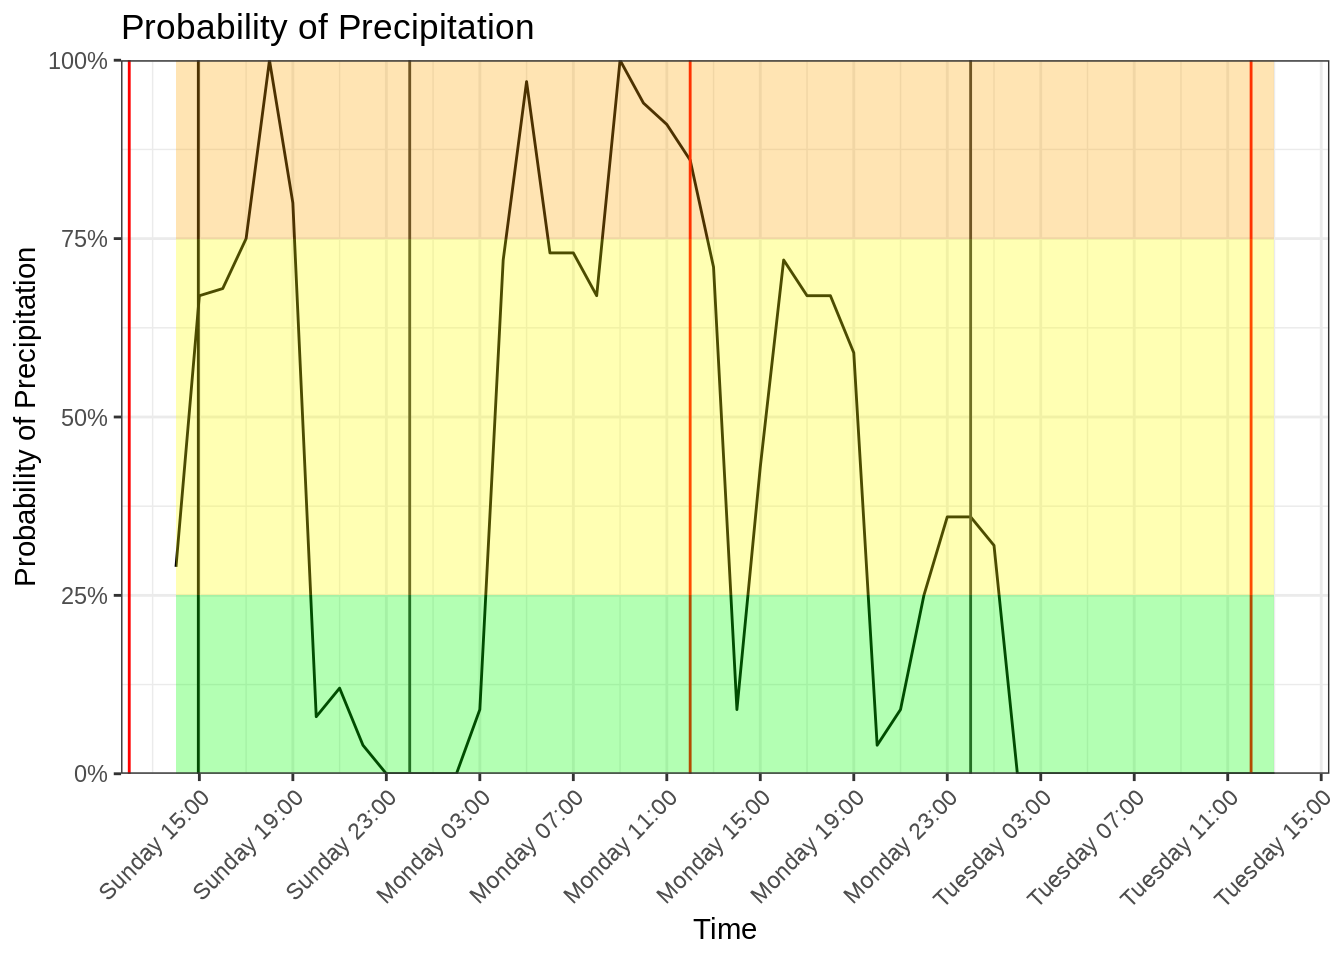 Probability of Precipitation
Probability of Precipitation
100%
75%
50%
25%
0%
Sunday 15:00
Sunday 19:00
Sunday 23:00
Monday 03:00
Monday 07:00
Monday 11:00
Monday 15:00
Monday 19:00
Monday 23:00
Tuesday 03:00
Tuesday 07:00
Tuesday 11:00
Tuesday 15:00
Time